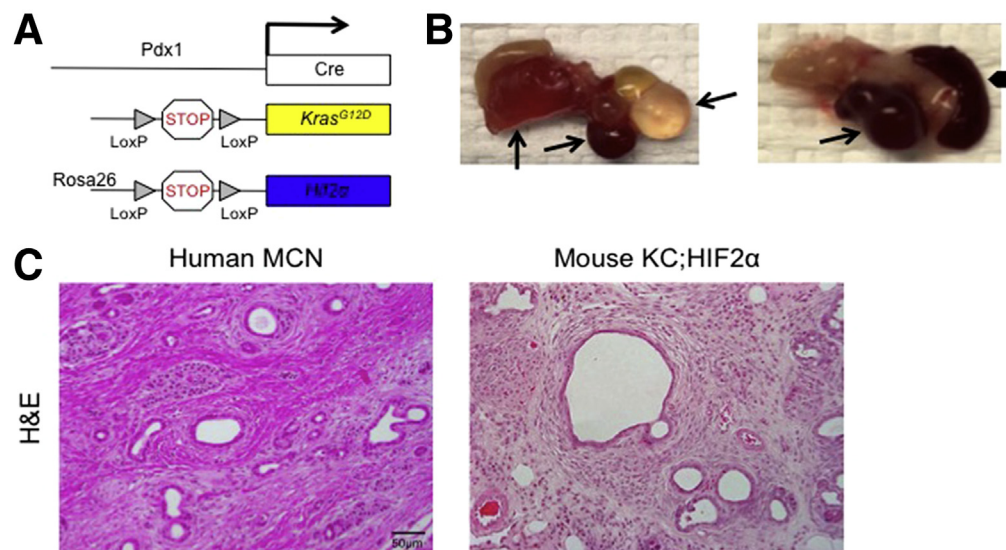 A
B
Pdx1
Cre
STOP
Kras^G12D
LoxP
LoxP
Rosa26
STOP
Hif2α
LoxP
LoxP
C
Human MCN
Mouse KC;HIF2α
H&E
50μm